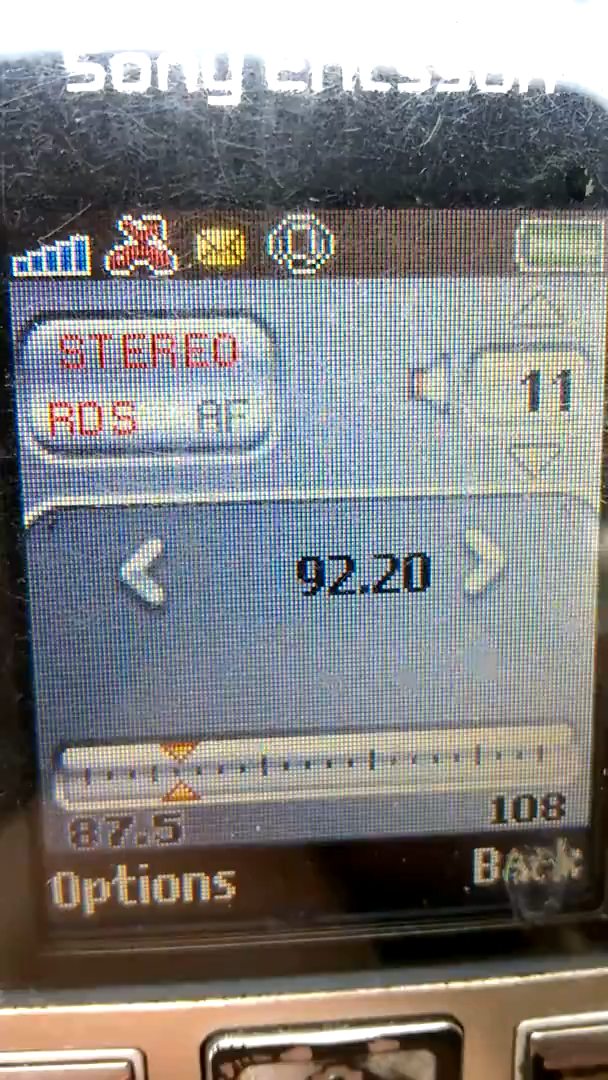 Sony Ericsson
STEREO
RDS AF
11
92.20
87.5 108
Options Back